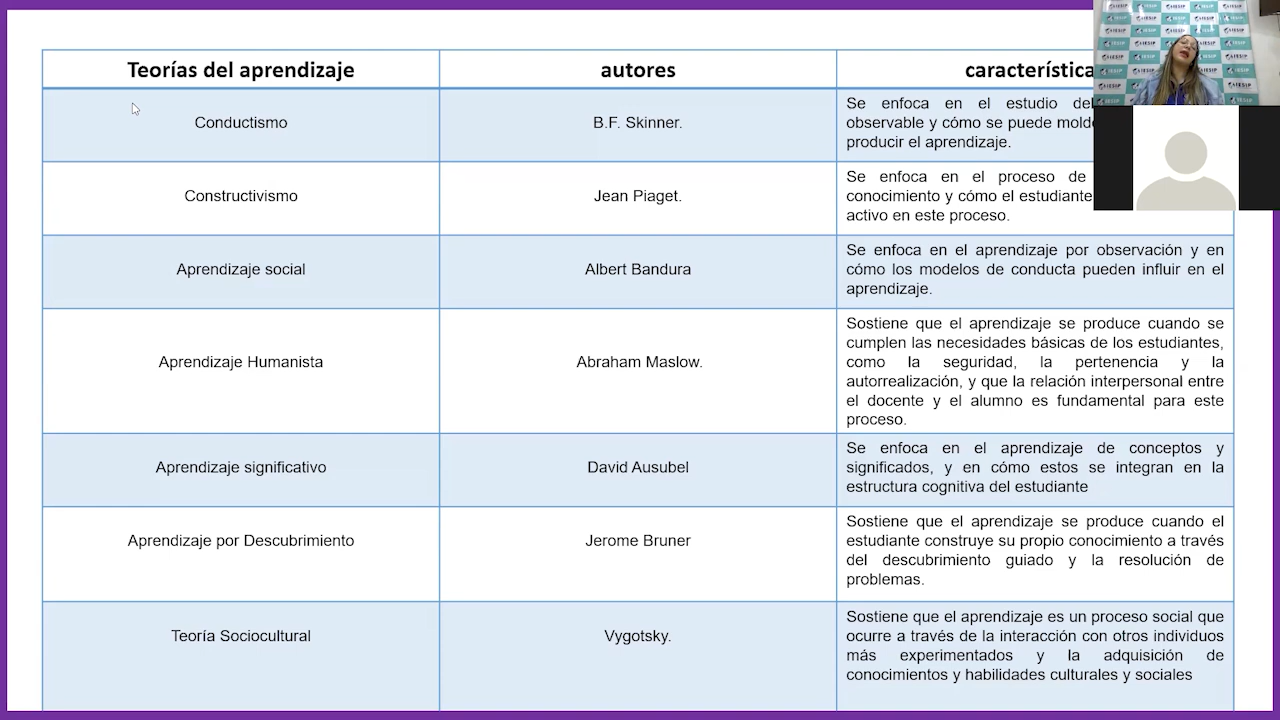 Teorías del aprendizaje
autores
característica
Conductismo
B.F. Skinner.
Se enfoca en el estudio del
observable y cómo se puede
producir el aprendizaje.
Constructivismo
Jean Piaget.
Se enfoca en el proceso de
conocimiento y cómo el estudiante
activo en este proceso.
Aprendizaje social
Albert Bandura
Se enfoca en el aprendizaje por observación y en
cómo los modelos de conducta pueden influir en el
aprendizaje.
Aprendizaje Humanista
Abraham Maslow.
Sostiene que el aprendizaje se produce cuando se
cumplen las necesidades básicas de los estudiantes,
como la seguridad, la pertenencia y la
autorrealización, y que la relación interpersonal entre
el docente y el alumno es fundamental para este
proceso.
Aprendizaje significativo
David Ausubel
Se enfoca en el aprendizaje de conceptos y
significados, y en cómo estos se integran en la
estructura cognitiva del estudiante
Aprendizaje por Descubrimiento
Jerome Bruner
Sostiene que el aprendizaje se produce cuando el
estudiante construye su propio conocimiento a través
del descubrimiento guiado y la resolución de
problemas.
Teoría Sociocultural
Vygotsky.
Sostiene que el aprendizaje es un proceso social que
ocurre a través de la interacción con otros individuos
más experimentados y la adquisición de
conocimientos y habilidades culturales y sociales